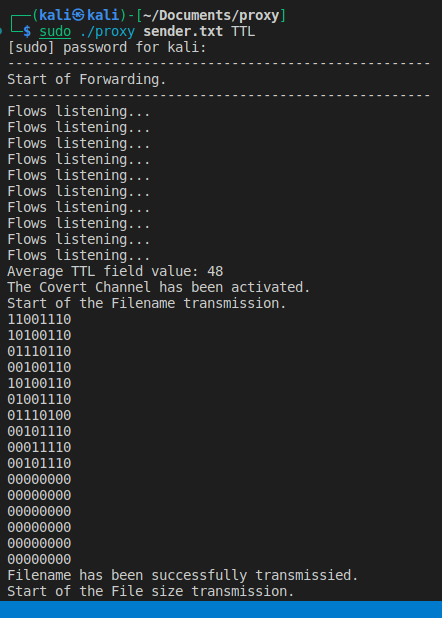 ┌──(kali㉿kali)-[~/Documents/proxy]
└─$ sudo ./proxy sender.txt TTL
[sudo] password for kali:
-----------------------------------------------------
Start of Forwarding.
-----------------------------------------------------
Flows listening...
Flows listening...
Flows listening...
Flows listening...
Flows listening...
Flows listening...
Flows listening...
Flows listening...
Flows listening...
Flows listening...
Average TTL field value: 48
The Covert Channel has been activated.
Start of the Filename transmission.
11001110
10100110
01110110
00100110
10100110
01001110
01110100
00101110
00011110
00101110
00000000
00000000
00000000
00000000
00000000
00000000
Filename has been successfully transmissied.
Start of the File size transmission.